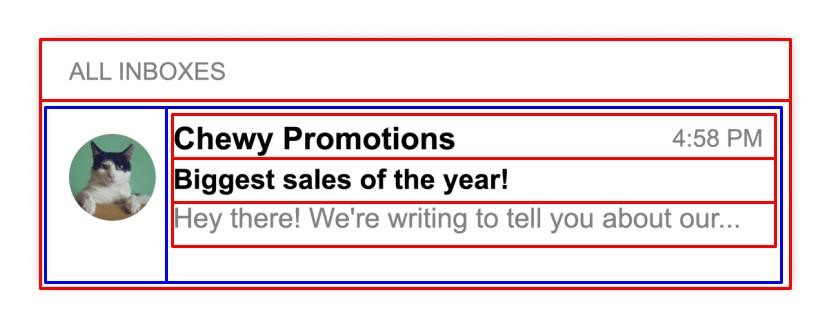 ALL INBOXES
Chewy Promotions 4:58 PM
Biggest sales of the year!
Hey there! We're writing to tell you about our...